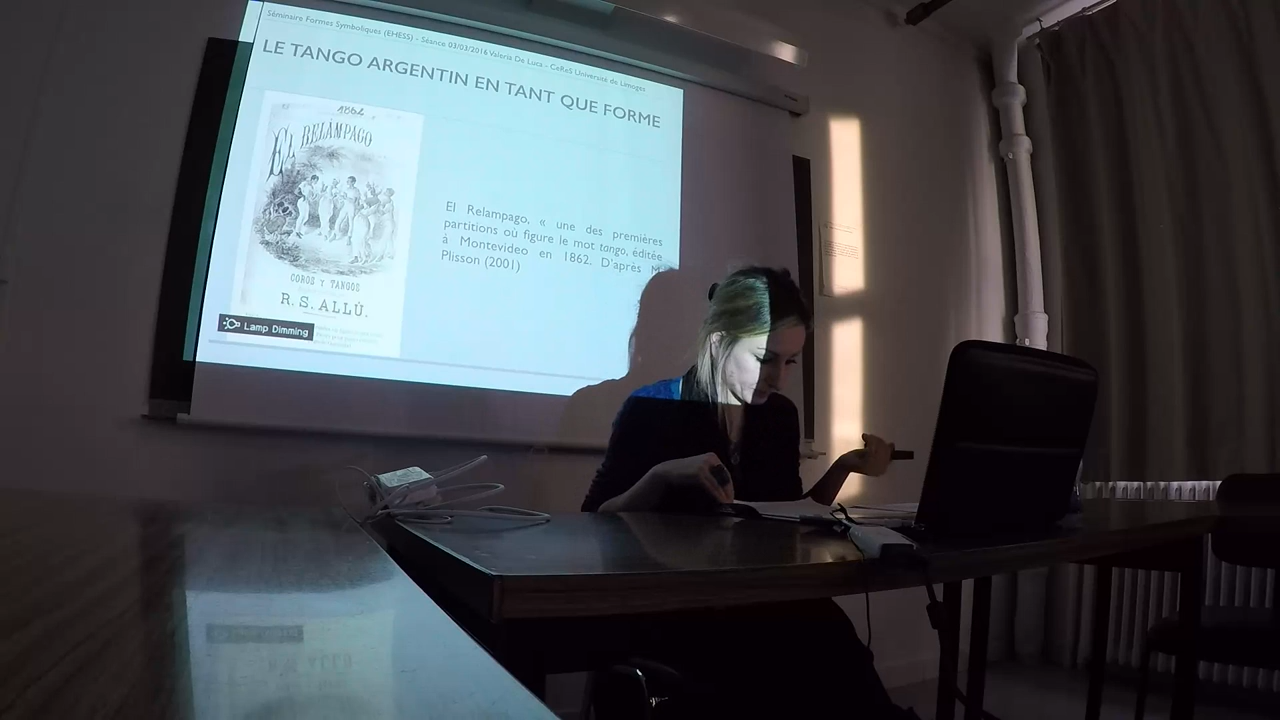 Séminaire Formes Symboliques (EHESS) - Séance 03/03/2016 Valeria De Luca - CeReS Université de Limoges
LE TANGO ARGENTIN EN TANT QUE FORME
1862
EL RELAMPAGO
COROS Y TANGOS
R. S. ALLÙ.
Lamp Dimming
El Relampago, « une des premières
partitions où figure le mot tango, éditée
à Montevideo en 1862. D'après M
Plisson (2001)